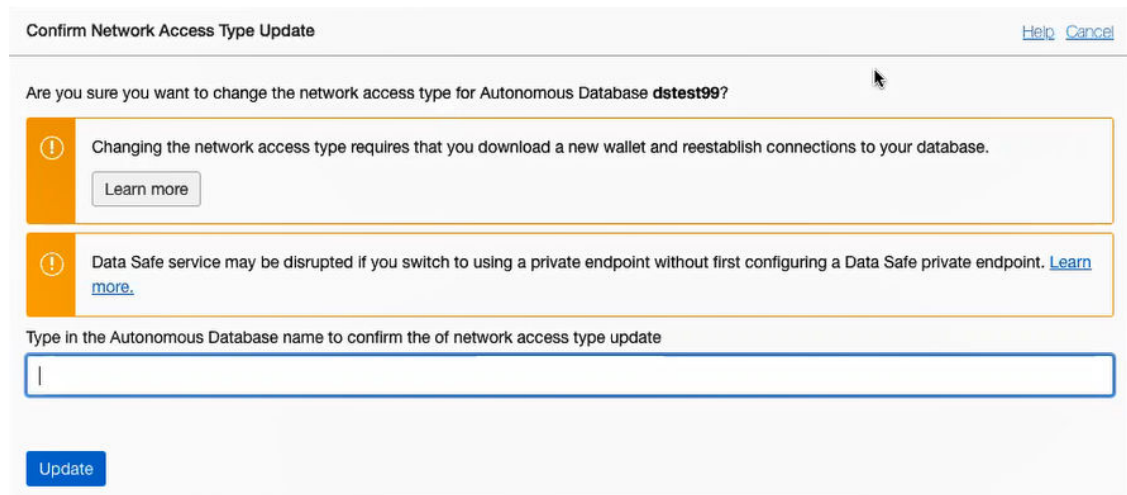 Confirm Network Access Type Update
Help Cancel
Are you sure you want to change the network access type for Autonomous Database dstest99?
Changing the network access type requires that you download a new wallet and reestablish connections to your database.
Learn more
Data Safe service may be disrupted if you switch to using a private endpoint without first configuring a Data Safe private endpoint. Learn
more.
Type in the Autonomous Database name to confirm the of network access type update
Update